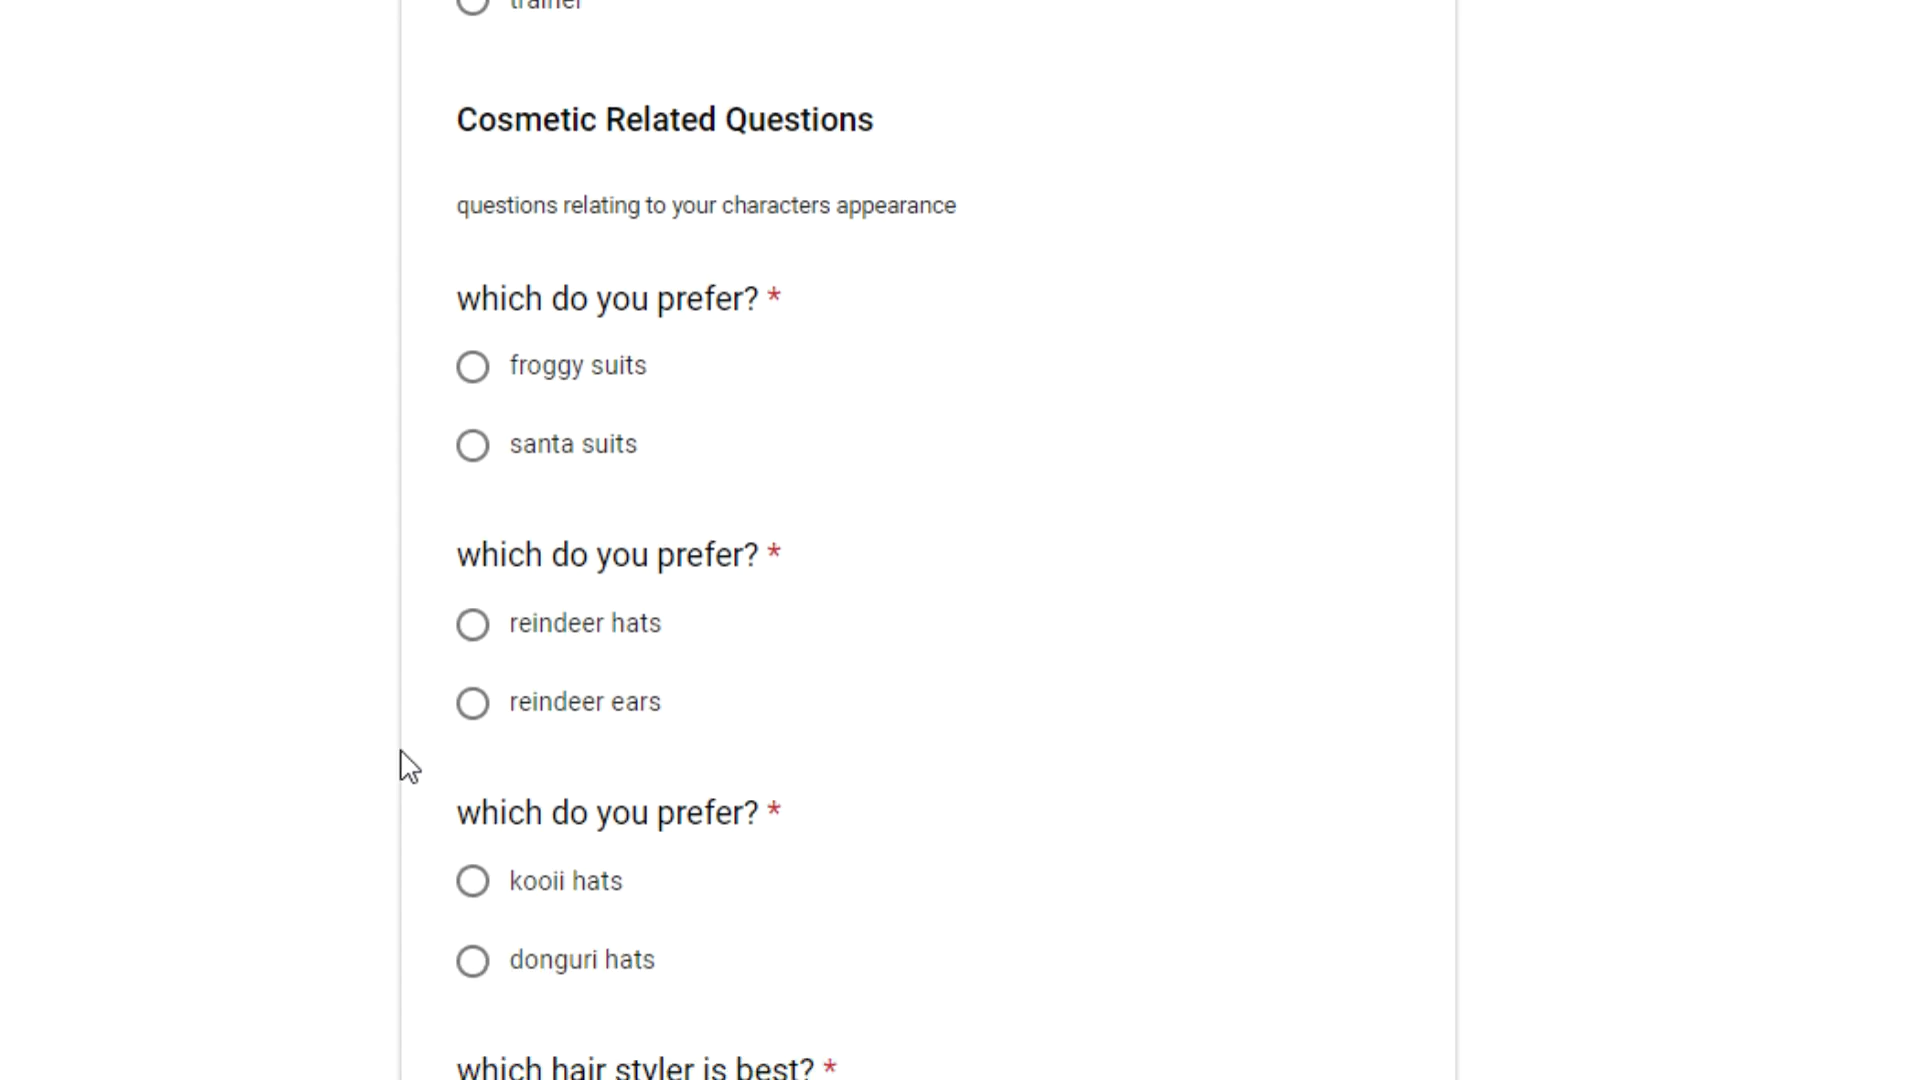 trainer
Cosmetic Related Questions
questions relating to your characters appearance
which do you prefer? *
froggy suits
santa suits
which do you prefer? *
reindeer hats
reindeer ears
which do you prefer? *
kooii hats
donguri hats
which hair styler is best? *